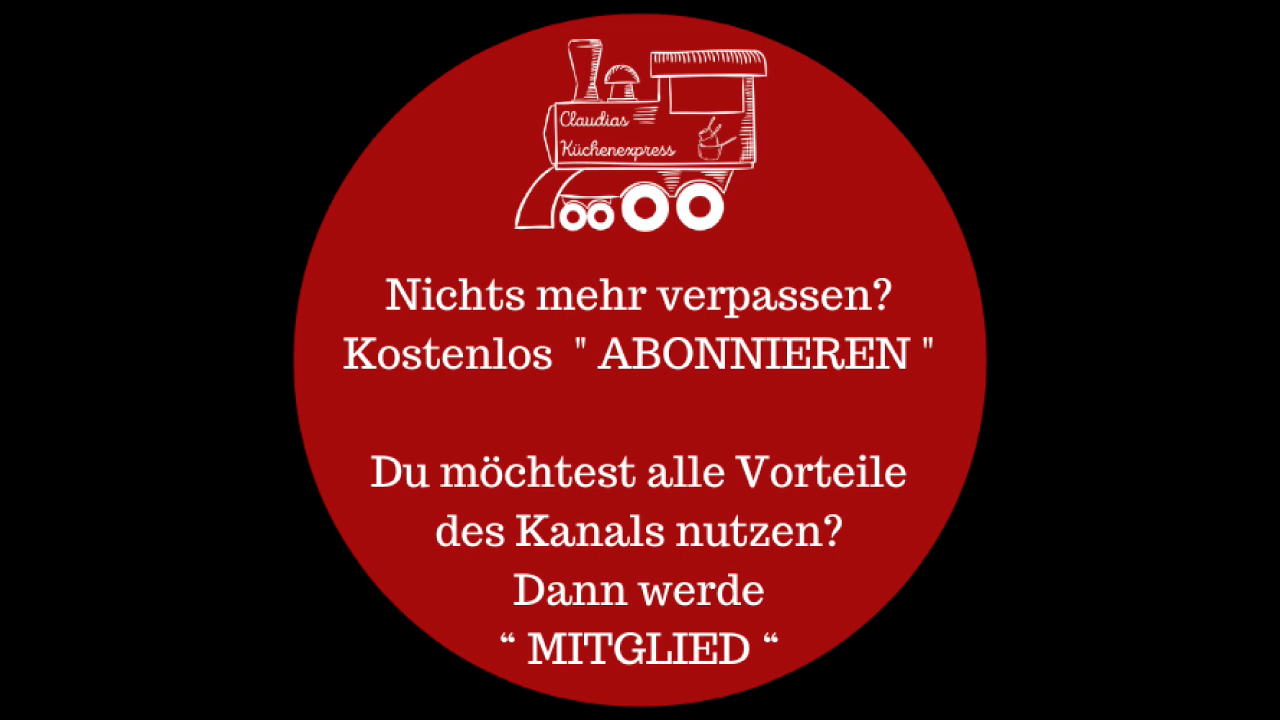 Claudias
Küchenexpress
Nichts mehr verpassen?
Kostenlos " ABONNIEREN "
Du möchtest alle Vorteile
des Kanals nutzen?
Dann werde
“ MITGLIED “